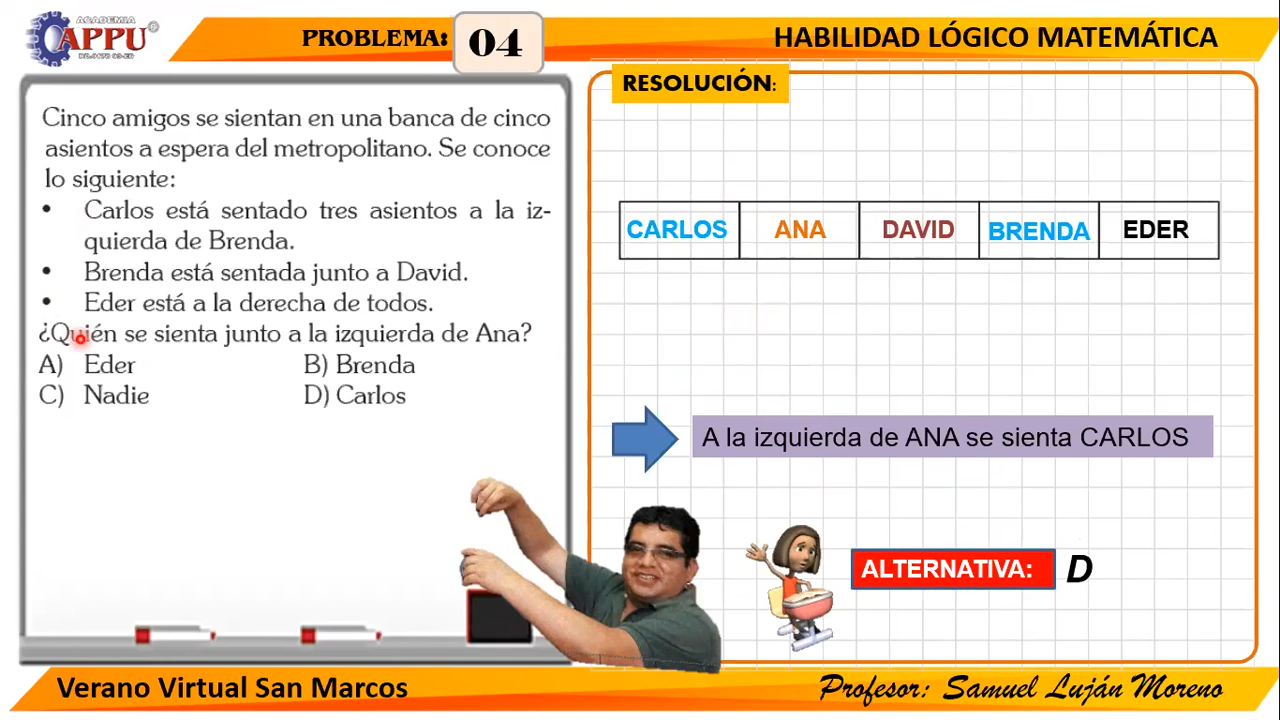 ACADEMIA
APPU
PROBLEMA:
04
HABILIDAD LÓGICO MATEMÁTICA
Cinco amigos se sientan en una banca de cinco
asientos a espera del metropolitano. Se conoce
lo siguiente:
• Carlos está sentado tres asientos a la iz-
quierda de Brenda.
• Brenda está sentada junto a David.
• Eder está a la derecha de todos.
¿Quién se sienta junto a la izquierda de Ana?
A) Eder B) Brenda
C) Nadie D) Carlos
RESOLUCIÓN:
CARLOS ANA DAVID BRENDA EDER
A la izquierda de ANA se sienta CARLOS
ALTERNATIVA: D
Verano Virtual San Marcos
Profesor: Samuel Luján Moreno